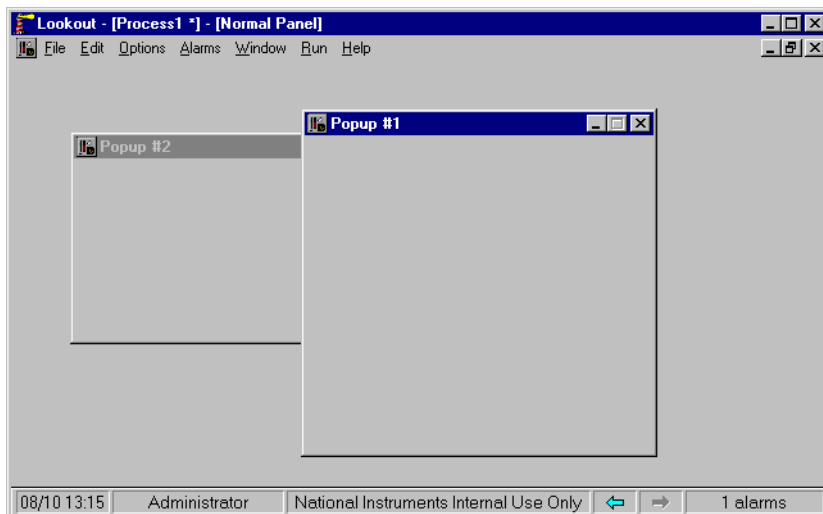 Lookout - [Process1 *] - [Normal Panel]
File Edit Options Alarms Window Run Help
Popup #1
Popup #2
08/10 13:15 Administrator National Instruments Internal Use Only 1 alarms